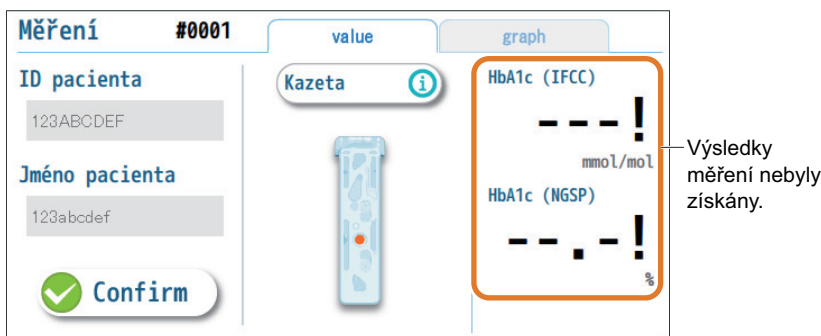 Měření #0001
value
graph
ID pacienta
123ABCDEF
Jméno pacienta
123abcdef
Confirm
Kazeta i
HbA1c (IFCC)
---!
mmol/mol
HbA1c (NGSP)
--.-!
%
Výsledky
měření nebyly
získány.